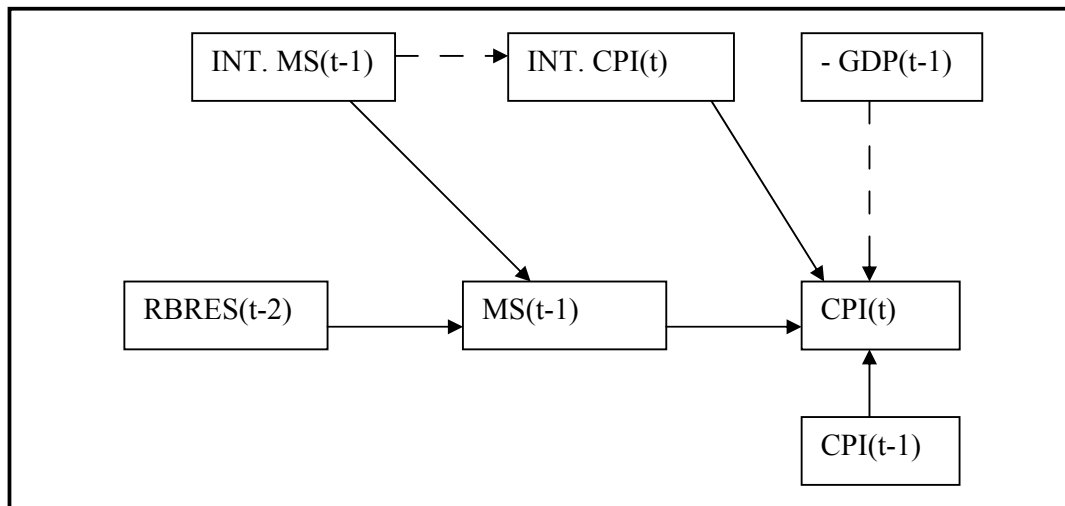 INT. MS(t-1)
INT. CPI(t)
- GDP(t-1)
RBRES(t-2)
MS(t-1)
CPI(t)
CPI(t-1)